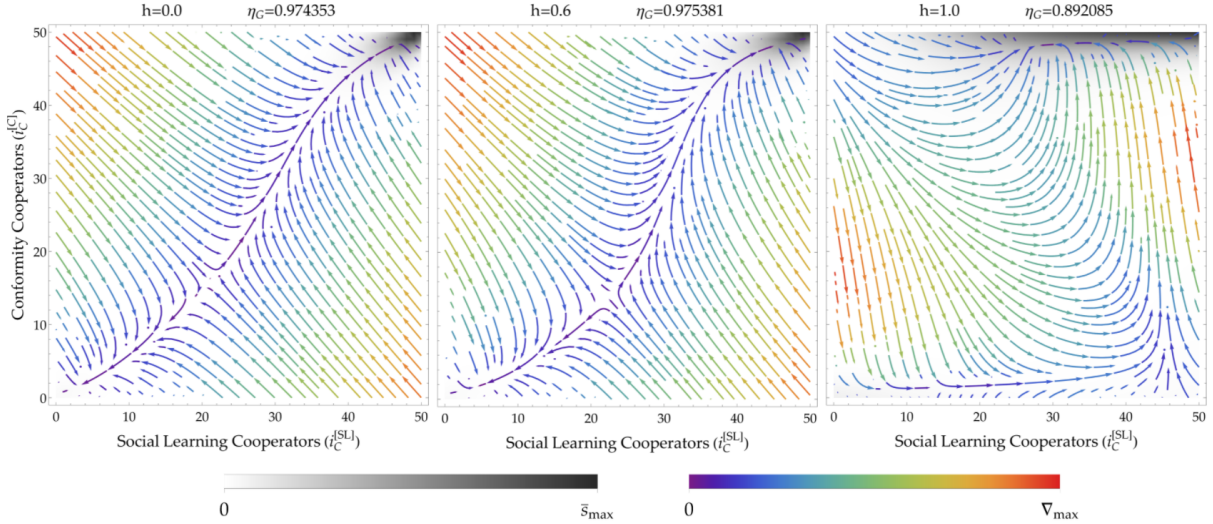 h=0.0 η_G=0.974353 h=0.6 η_G=0.975381 h=1.0 η_G=0.892085
50
40
30
20
10
0
Conformity Cooperators (i_C^[CF])
0 10 20 30 40 50 0 10 20 30 40 50 0 10 20 30 40 50
Social Learning Cooperators (i_C^[SL]) Social Learning Cooperators (i_C^[SL]) Social Learning Cooperators (i_C^[SL])
0 s̄_max 0 ∇_max